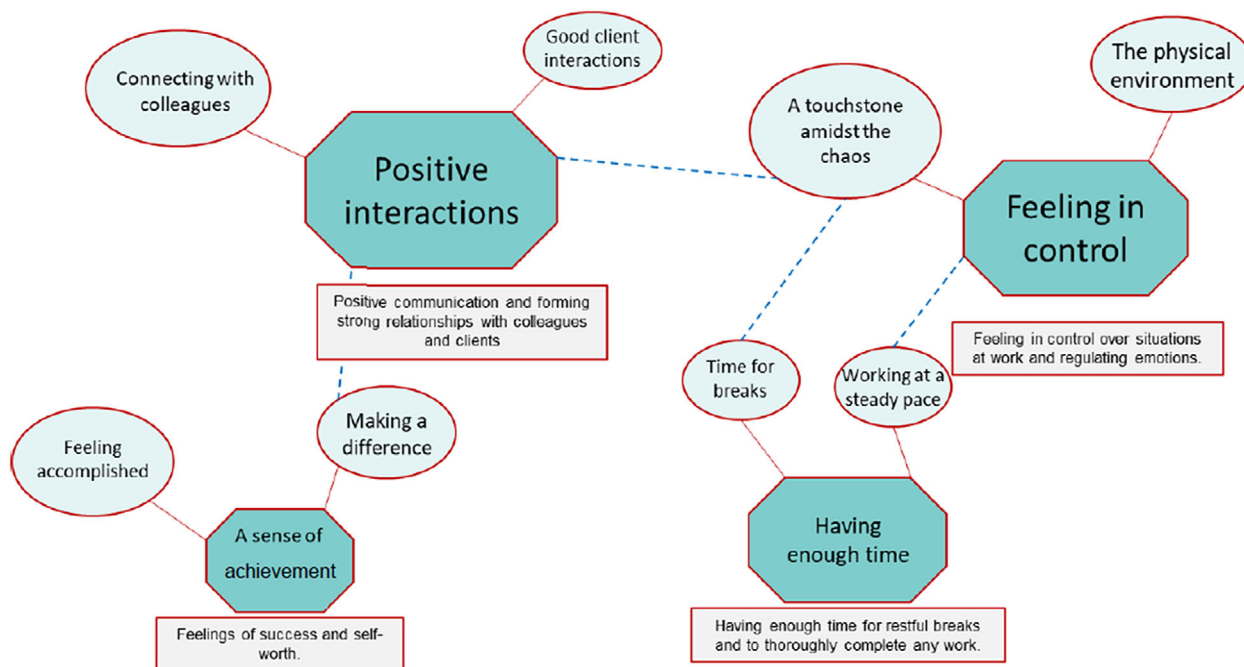 Connecting with
colleagues
Good client
interactions
Positive
interactions
Positive communication and forming
strong relationships with colleagues
and clients
A touchstone
amidst the
chaos
The physical
environment
Feeling in
control
Feeling in control over situations
at work and regulating emotions.
Time for
breaks
Working at a
steady pace
Having
enough time
Having enough time for restful breaks
and to thoroughly complete any work.
Making a
difference
Feeling
accomplished
A sense of
achievement
Feelings of success and self-
worth.